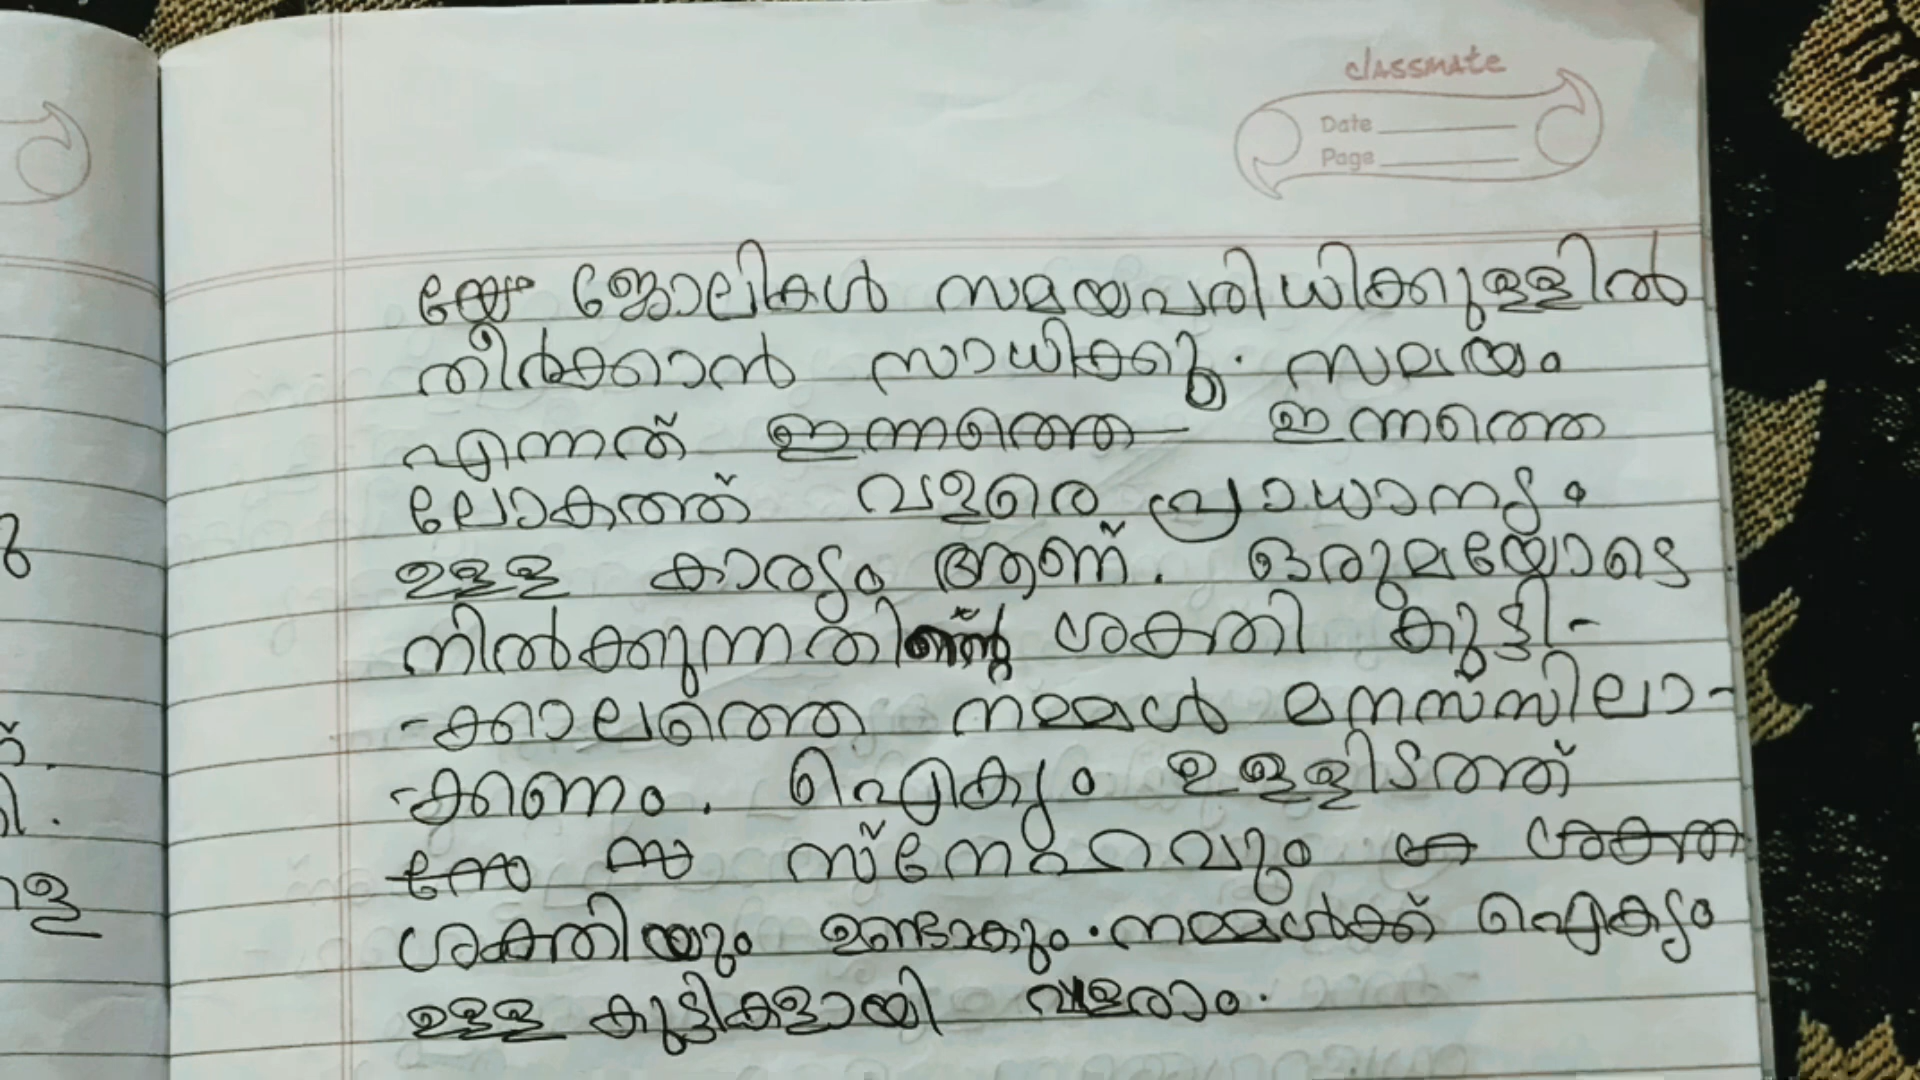 classmate
Date
Page
ജോലികൾ സമയപരിധിക്കുള്ളിൽ
തീർക്കാൻ സാധിക്കൂ. സമയം
എന്നത് ഇന്നത്തെ ഇന്നത്തെ
ലോകത്ത് വളരെ പ്രാധാന്യം
ഉള്ള കാര്യം ആണ്. ഒരുമയോടെ
നിൽക്കുന്നതിന്റെ ശക്തി കുട്ടി-
-ക്കാലത്തെ നമ്മൾ മനസ്സിലാ-
-ക്കണം. ഐക്യം ഉള്ളിടത്ത്
സ്നേഹവും
ശക്തിയും ഉണ്ടാകും. നമ്മൾക്ക് ഐക്യം
ഉള്ള കുട്ടികളായി വളരാം.